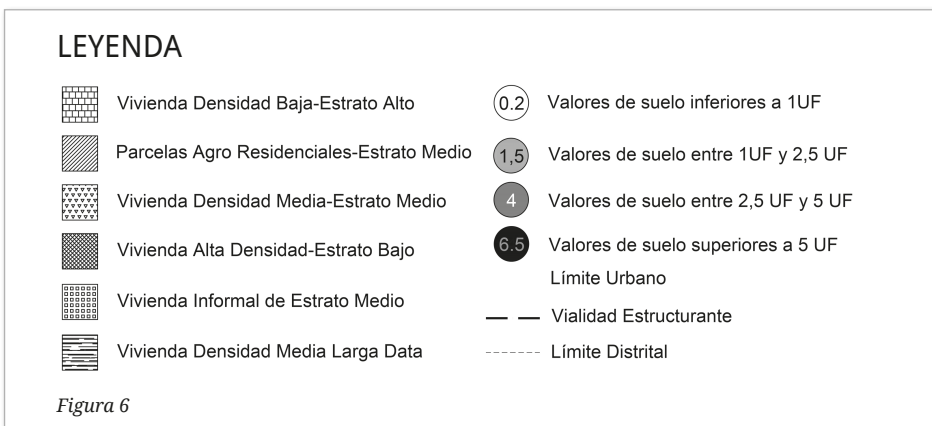 LEYENDA
Vivienda Densidad Baja-Estrato Alto
Parcelas Agro Residenciales-Estrato Medio
Vivienda Densidad Media-Estrato Medio
Vivienda Alta Densidad-Estrato Bajo
Vivienda Informal de Estrato Medio
Vivienda Densidad Media Larga Data
0.2 Valores de suelo inferiores a 1UF
1,5 Valores de suelo entre 1UF y 2,5 UF
4 Valores de suelo entre 2,5 UF y 5 UF
6.5 Valores de suelo superiores a 5 UF
Límite Urbano
Vialidad Estructurante
Límite Distrital
Figura 6